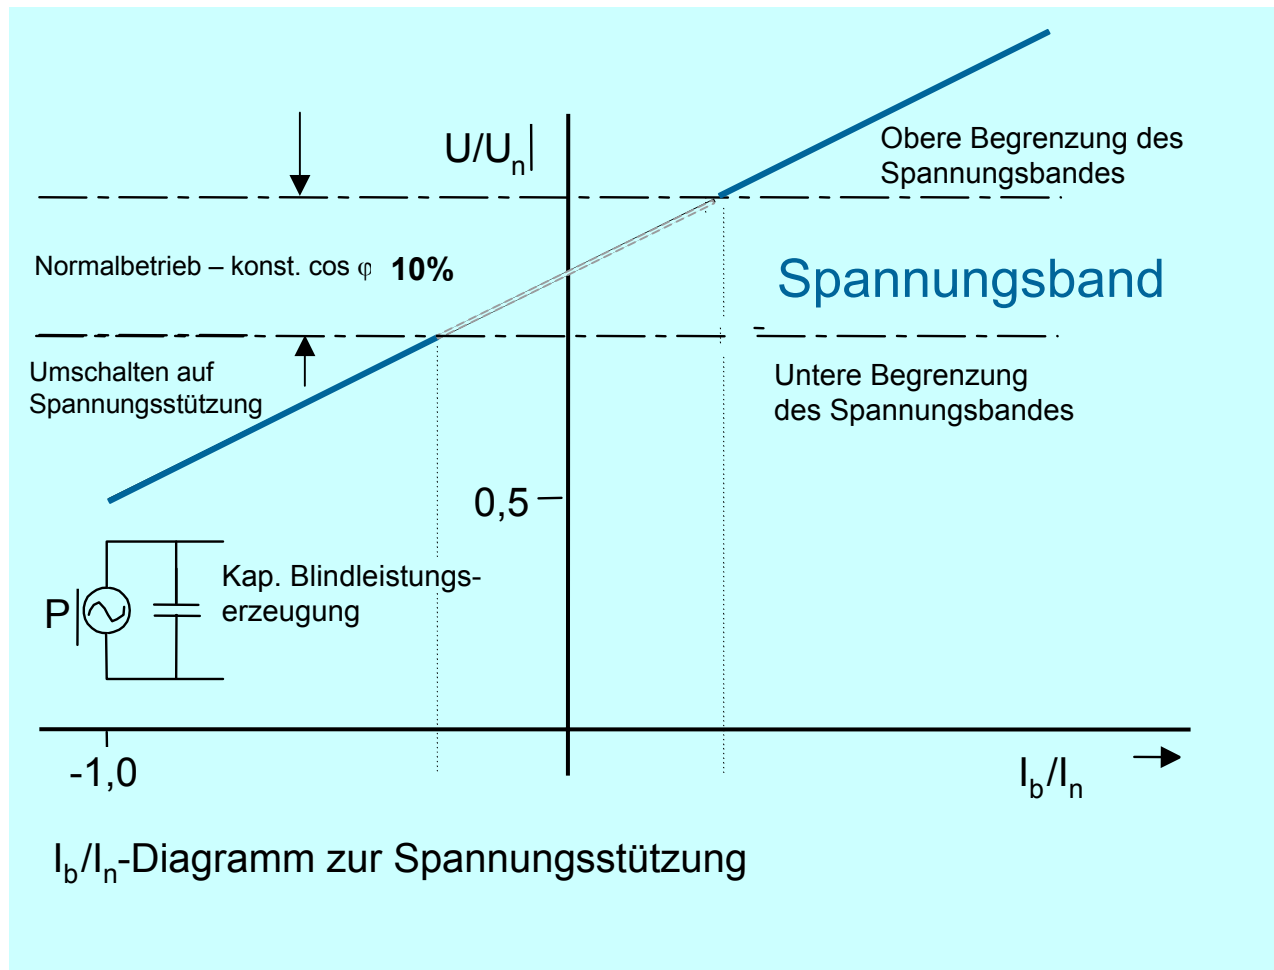 U/Un
Obere Begrenzung des
Spannungsbandes
Normalbetrieb – konst. cos φ 10%
Spannungsband
Umschalten auf
Spannungsstützung
Untere Begrenzung
des Spannungsbandes
0,5
Kap. Blindleistungs-
erzeugung
P
-1,0
Ib/In
Ib/In-Diagramm zur Spannungsstützung